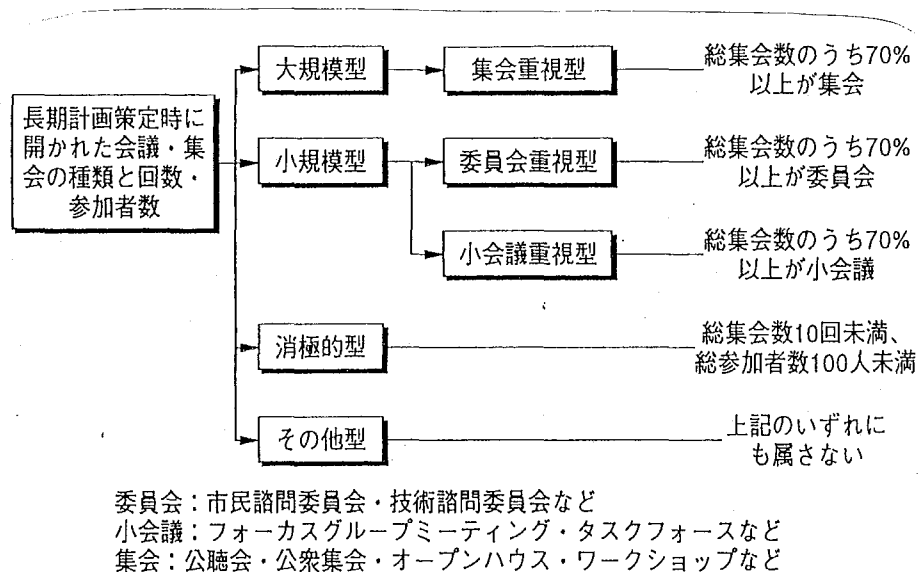 長期計画策定時に
開かれた会議・集
会の種類と回数・
参加者数
大規模型
集会重視型
総集会数のうち70%
以上が集会
小規模型
委員会重視型
総集会数のうち70%
以上が委員会
小会議重視型
総集会数のうち70%
以上が小会議
消極的型
総集会数10回未満、
総参加者数100人未満
その他型
上記のいずれに
も属さない
委員会：市民諮問委員会・技術諮問委員会など
小会議：フォーカスグループミーティング・タスクフォースなど
集会：公聴会・公衆集会・オープンハウス・ワークショップなど